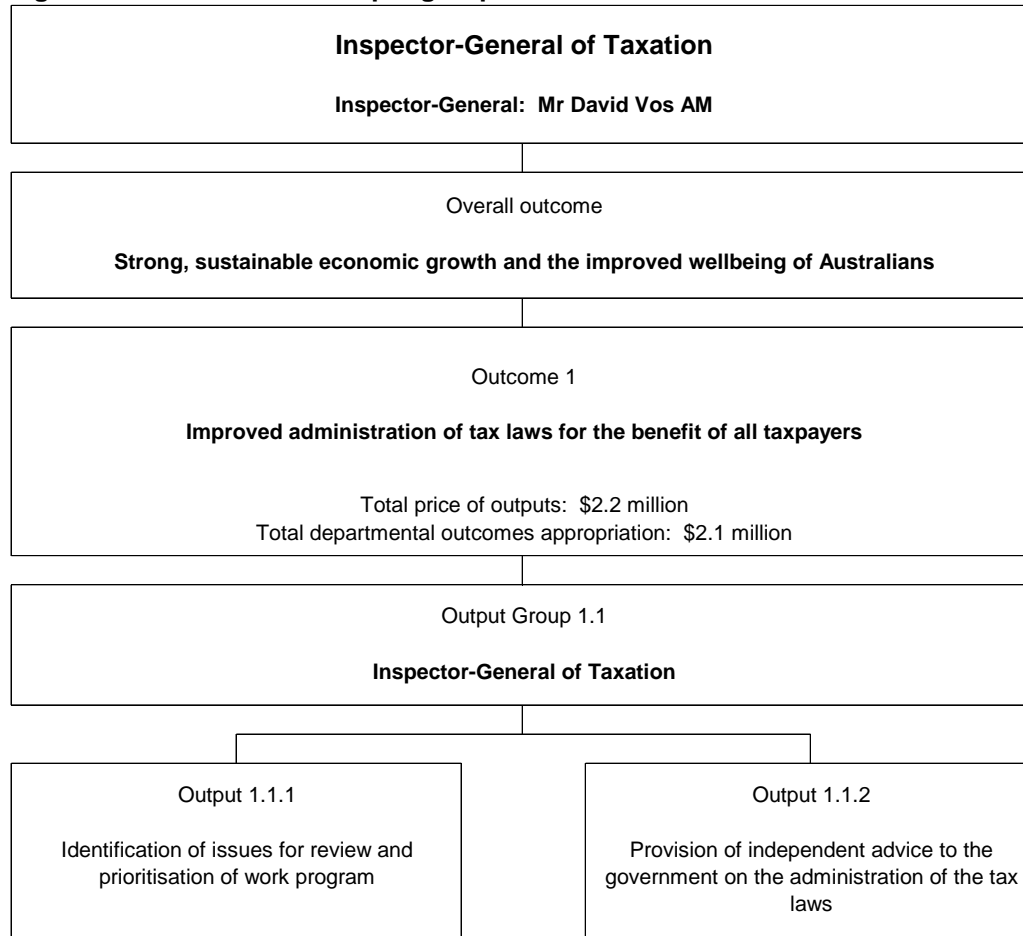 Inspector-General of Taxation
Inspector-General:  Mr David Vos AM
Overall outcome
Strong, sustainable economic growth and the improved wellbeing of Australians
Outcome 1
Improved administration of tax laws for the benefit of all taxpayers
Total price of outputs:  $2.2 million
Total departmental outcomes appropriation:  $2.1 million
Output Group 1.1
Inspector-General of Taxation
Output 1.1.1
Identification of issues for review and
prioritisation of work program
Output 1.1.2
Provision of independent advice to the
government on the administration of the tax
laws